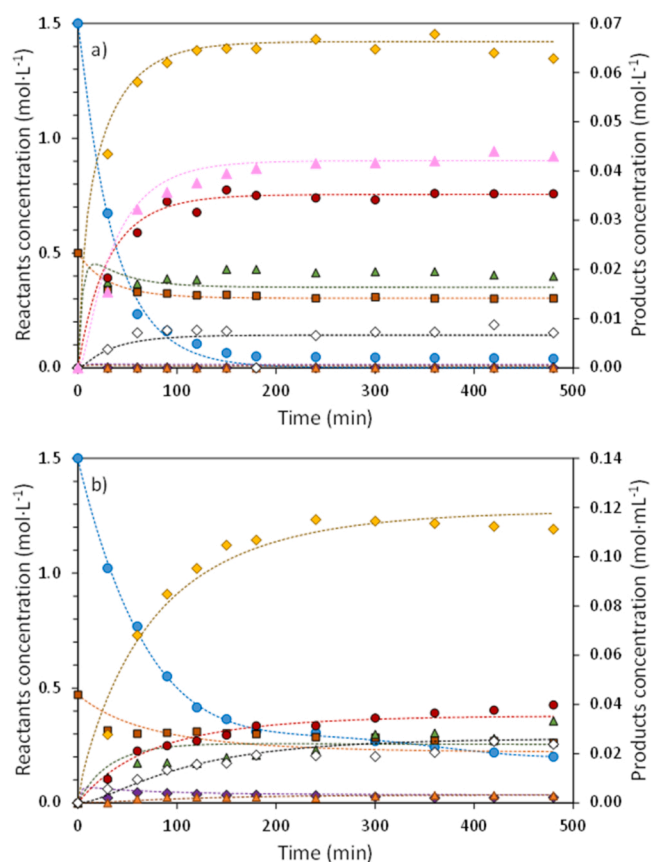 a)
Reactants concentration (mol·L⁻¹)
1.5
1.0
0.5
0.0
0.07
0.06
0.05
0.04
0.03
0.02
0.01
0.00
Products concentration (mol·L⁻¹)
0 100 200 300 400 500
Time (min)
b)
Reactants concentration (mol·L⁻¹)
1.5
1.0
0.5
0.0
0.14
0.12
0.10
0.08
0.06
0.04
0.02
0.00
Products concentration (mol·mL⁻¹)
0 100 200 300 400 500
Time (min)